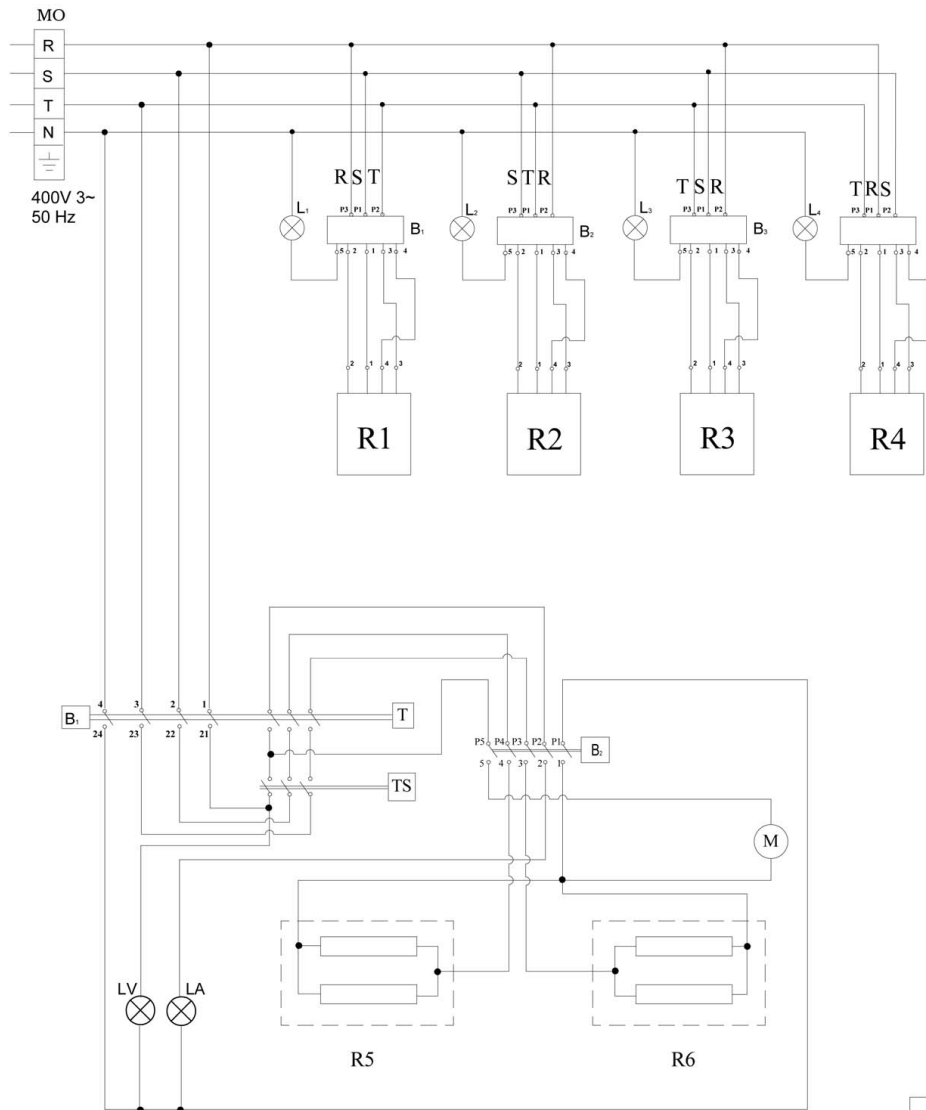 MO
R
S
T
N
400V 3~
50 Hz
R S T
S T R
T S R
T R S
L1
P3 P1 P2
B1
5 2 1 3 4
L2
P3 P1 P2
B2
5 2 1 3 4
L3
P3 P1 P2
B3
5 2 1 3 4
L4
P3 P1 P2
5 2 1 3 4
2 1 4 3
2 1 4 3
2 1 4 3
2 1 4 3
R1
R2
R3
R4
4 3 2 1
B1
T
24 23 22 21
P5 P4 P3 P2 P1
B2
5 4 3 2 1
TS
M
LV
LA
R5
R6